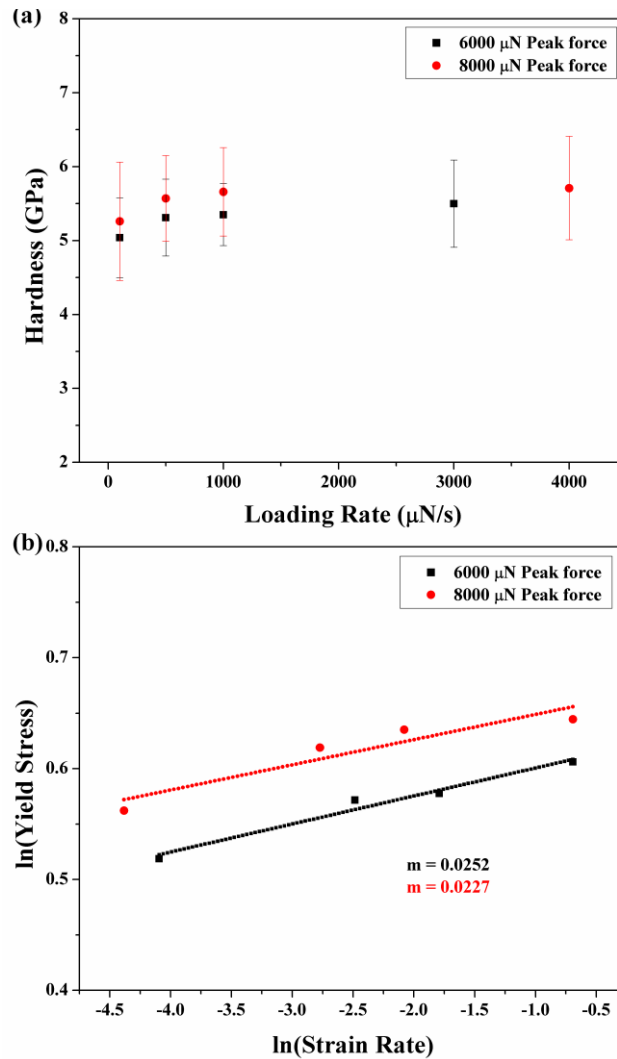 (a)
8
7
6
5
4
3
2
Hardness (GPa)
6000 μN Peak force
8000 μN Peak force
0 1000 2000 3000 4000
Loading Rate (μN/s)
(b)
0.8
0.7
0.6
0.5
0.4
ln(Yield Stress)
6000 μN Peak force
8000 μN Peak force
m = 0.0252
m = 0.0227
-4.5 -4.0 -3.5 -3.0 -2.5 -2.0 -1.5 -1.0 -0.5
ln(Strain Rate)